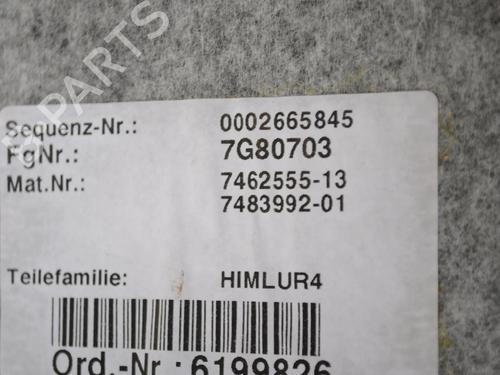 PARTS
Sequenz-Nr.: 0002665845
FgNr.: 7G80703
Mat.Nr.: 7462555-13
7483992-01
Teilefamilie: HIMLUR4
Ord.-Nr.: 6199826